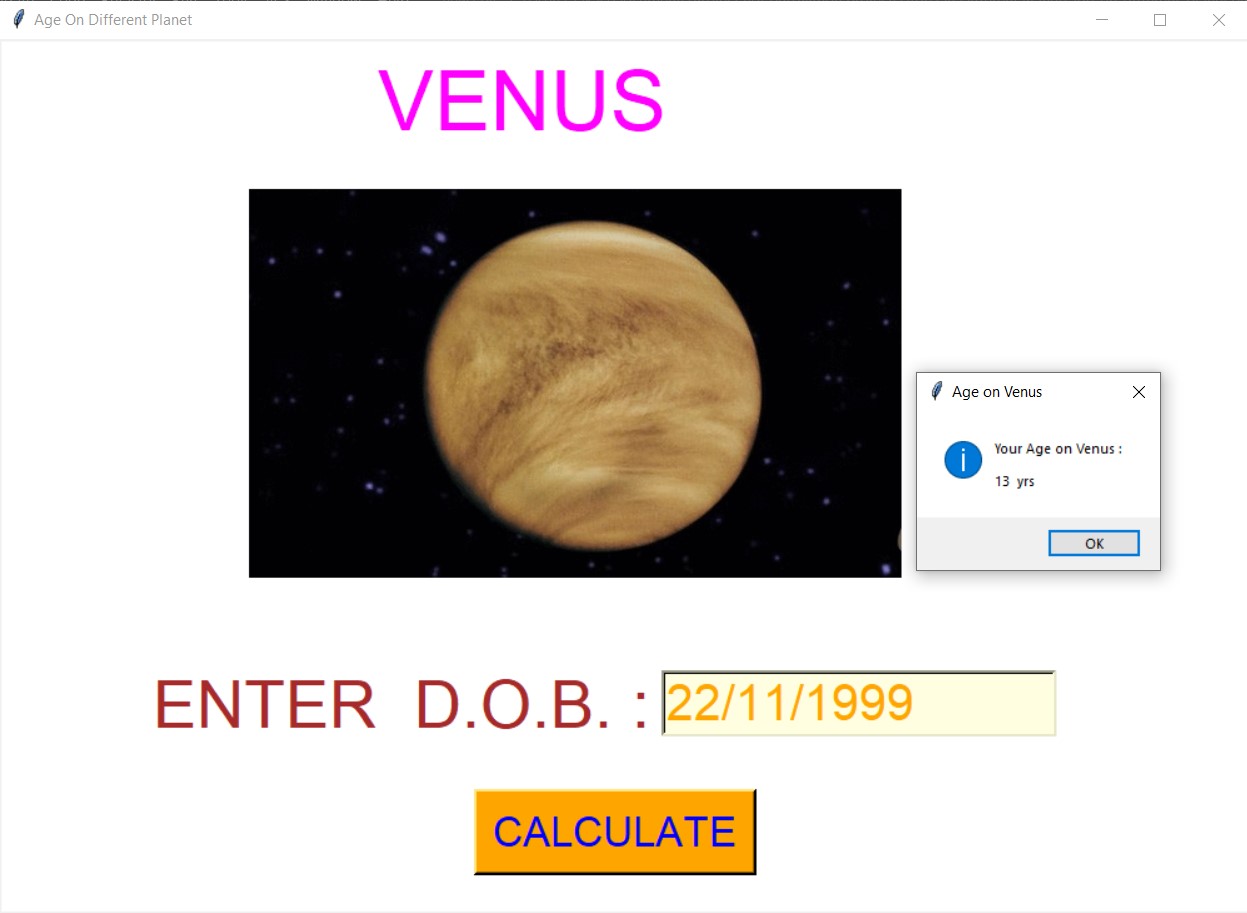 Age On Different Planet
VENUS
Age on Venus
Your Age on Venus :
13 yrs
OK
ENTER D.O.B. : 22/11/1999
CALCULATE